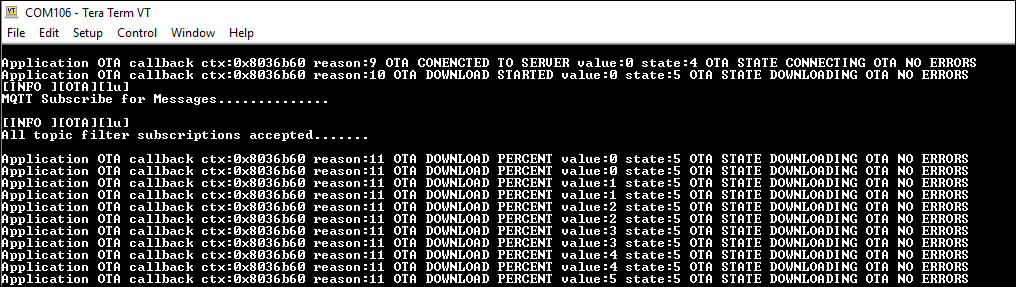 COM106 - Tera Term VT
File Edit Setup Control Window Help
Application OTA callback ctx:0x8036b60 reason:9 OTA CONENCTED TO SERVER value:0 state:4 OTA STATE CONNECTING OTA NO ERRORS
Application OTA callback ctx:0x8036b60 reason:10 OTA DOWNLOAD STARTED value:0 state:5 OTA STATE DOWNLOADING OTA NO ERRORS
[INFO ][OTA][lu]
MQTT Subscribe for Messages..............
[INFO ][OTA][lu]
All topic filter subscriptions accepted.......
Application OTA callback ctx:0x8036b60 reason:11 OTA DOWNLOAD PERCENT value:0 state:5 OTA STATE DOWNLOADING OTA NO ERRORS
Application OTA callback ctx:0x8036b60 reason:11 OTA DOWNLOAD PERCENT value:0 state:5 OTA STATE DOWNLOADING OTA NO ERRORS
Application OTA callback ctx:0x8036b60 reason:11 OTA DOWNLOAD PERCENT value:1 state:5 OTA STATE DOWNLOADING OTA NO ERRORS
Application OTA callback ctx:0x8036b60 reason:11 OTA DOWNLOAD PERCENT value:1 state:5 OTA STATE DOWNLOADING OTA NO ERRORS
Application OTA callback ctx:0x8036b60 reason:11 OTA DOWNLOAD PERCENT value:2 state:5 OTA STATE DOWNLOADING OTA NO ERRORS
Application OTA callback ctx:0x8036b60 reason:11 OTA DOWNLOAD PERCENT value:2 state:5 OTA STATE DOWNLOADING OTA NO ERRORS
Application OTA callback ctx:0x8036b60 reason:11 OTA DOWNLOAD PERCENT value:3 state:5 OTA STATE DOWNLOADING OTA NO ERRORS
Application OTA callback ctx:0x8036b60 reason:11 OTA DOWNLOAD PERCENT value:3 state:5 OTA STATE DOWNLOADING OTA NO ERRORS
Application OTA callback ctx:0x8036b60 reason:11 OTA DOWNLOAD PERCENT value:4 state:5 OTA STATE DOWNLOADING OTA NO ERRORS
Application OTA callback ctx:0x8036b60 reason:11 OTA DOWNLOAD PERCENT value:4 state:5 OTA STATE DOWNLOADING OTA NO ERRORS
Application OTA callback ctx:0x8036b60 reason:11 OTA DOWNLOAD PERCENT value:5 state:5 OTA STATE DOWNLOADING OTA NO ERRORS